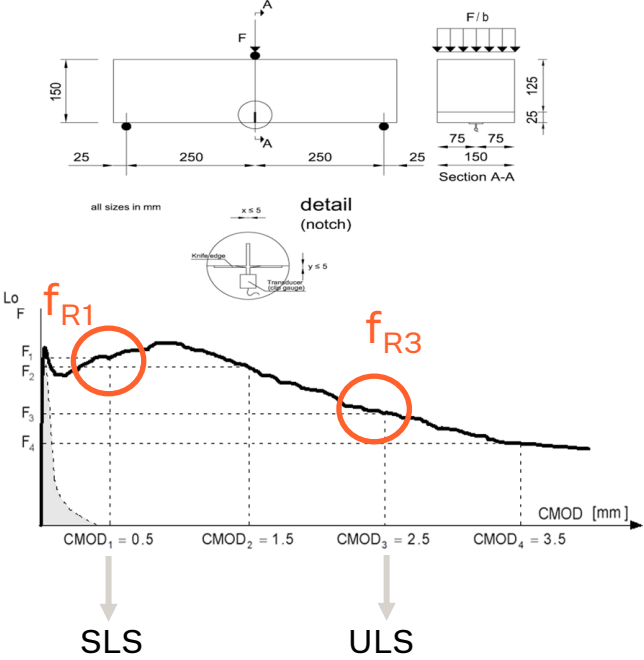 A
F
A
150
25
250
250
25
F / b
125
25
75
75
150
Section A-A
all sizes in mm
detail
(notch)
x ≤ 5
Knife edge
y ≤ 5
Transducer
(clip gauge)
Lo
F
fR1
fR3
F1
F2
F3
F4
CMOD [mm]
CMOD1 = 0.5
CMOD2 = 1.5
CMOD3 = 2.5
CMOD4 = 3.5
SLS
ULS